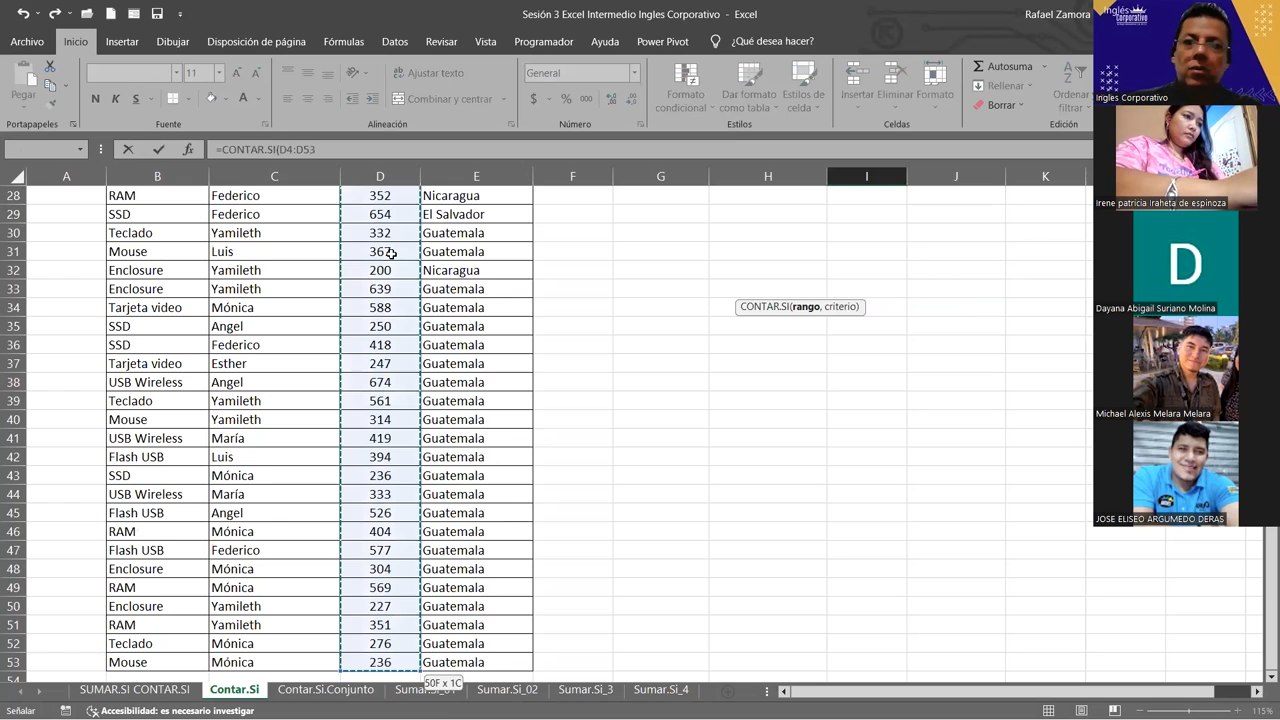 Sesión 3 Excel Intermedio Ingles Corporativo - Excel
Rafael Zamora
Archivo Inicio Insertar Dibujar Disposición de página Fórmulas Datos Revisar Vista Programador Ayuda Power Pivot ¿Qué desea hacer?
Pegar
11
Ajustar texto
Combinar y centrar
General
Formato condicional
Dar formato como tabla
Estilos de celda
Insertar Eliminar Formato
Autosuma
Rellenar
Borrar
Ordenar filtrar
Portapapeles Fuente Alineación Número Estilos Celdas Edición
=CONTAR.SI(D4:D53
A B C D E F G H I J K
28 RAM Federico 352 Nicaragua
29 SSD Federico 654 El Salvador
30 Teclado Yamileth 332 Guatemala
31 Mouse Luis 367 Guatemala
32 Enclosure Yamileth 200 Nicaragua
33 Enclosure Yamileth 639 Guatemala
34 Tarjeta video Mónica 588 Guatemala
CONTAR.SI(rango, criterio)
35 SSD Angel 250 Guatemala
36 SSD Federico 418 Guatemala
37 Tarjeta video Esther 247 Guatemala
38 USB Wireless Angel 674 Guatemala
39 Teclado Yamileth 561 Guatemala
40 Mouse Yamileth 314 Guatemala
41 USB Wireless María 419 Guatemala
42 Flash USB Luis 394 Guatemala
43 SSD Mónica 236 Guatemala
44 USB Wireless María 333 Guatemala
45 Flash USB Angel 526 Guatemala
46 RAM Mónica 404 Guatemala
47 Flash USB Federico 577 Guatemala
48 Enclosure Mónica 304 Guatemala
49 RAM Mónica 569 Guatemala
50 Enclosure Yamileth 227 Guatemala
51 RAM Yamileth 351 Guatemala
52 Teclado Mónica 276 Guatemala
53 Mouse Mónica 236 Guatemala
50F x 1C
SUMAR.SI CONTAR.SI Contar.Si Contar.Si.Conjunto Sumar.Si_01 Sumar.Si_02 Sumar.Si_3 Sumar.Si_4
Señalar Accesibilidad: es necesario investigar 115%
Inglés Corporativo
Ingles Corporativo
Irene patricia Iraheta de espinoza
D
Dayana Abigail Suriano Molina
Michael Alexis Melara Melara
JOSE ELISEO ARGUMEDO DERAS